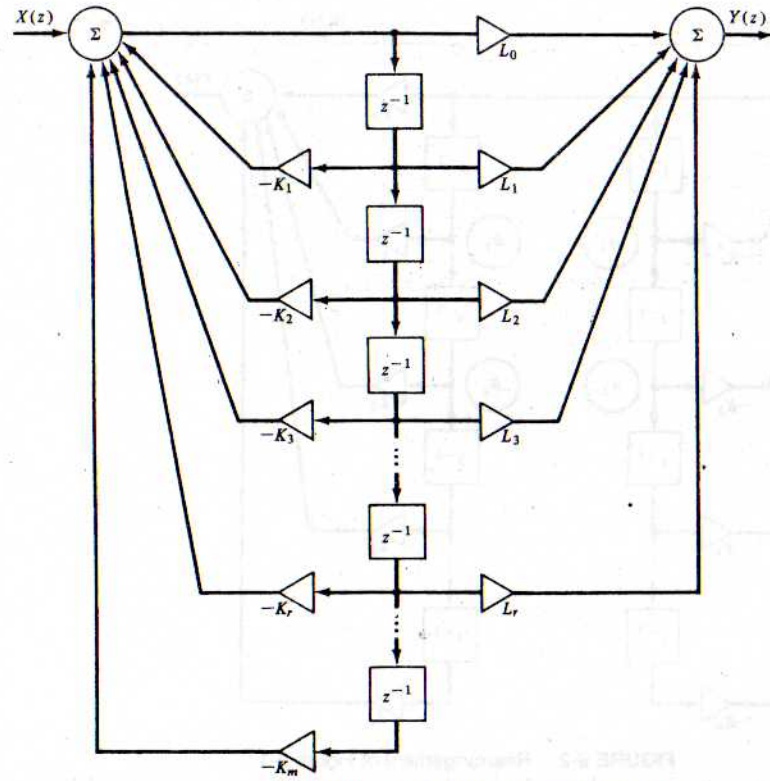 X(z) Σ L₀ Σ Y(z)
z⁻¹
−K₁ L₁
z⁻¹
−K₂ L₂
z⁻¹
−K₃ L₃
z⁻¹
−Kᵣ Lᵣ
z⁻¹
−Kₘ